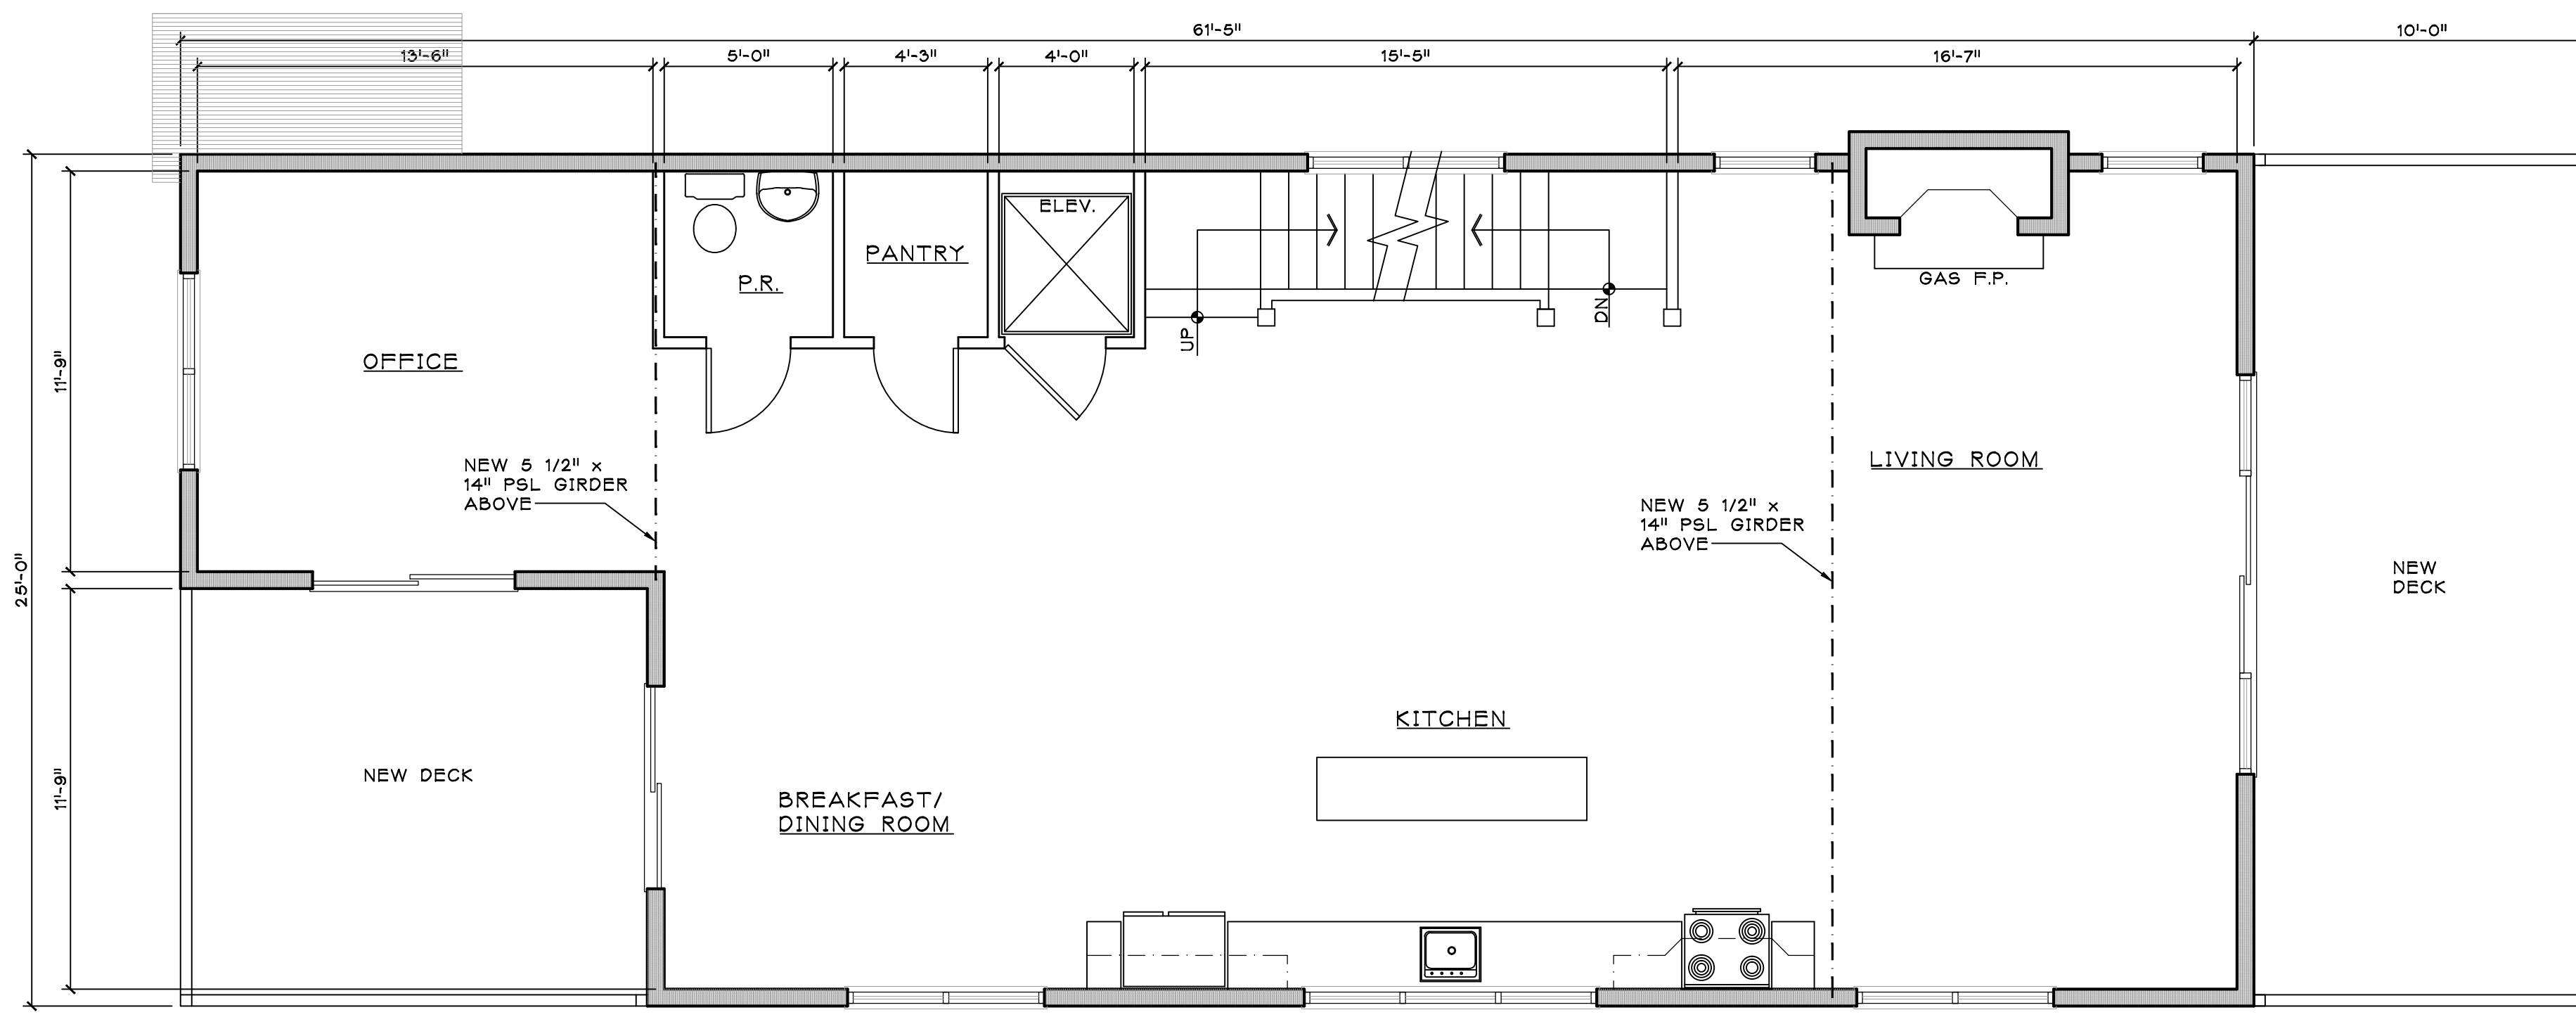 61'-5"
10'-0"
13'-6"
5'-0"
4'-3"
4'-0"
15'-5"
16'-7"
ELEV.
PANTRY
P.R.
GAS F.P.
UP
DN
OFFICE
11'-9"
NEW 5 1/2" x
14" PSL GIRDER
ABOVE
LIVING ROOM
NEW 5 1/2" x
14" PSL GIRDER
ABOVE
25'-0"
NEW
DECK
KITCHEN
NEW DECK
11'-9"
BREAKFAST/
DINING ROOM